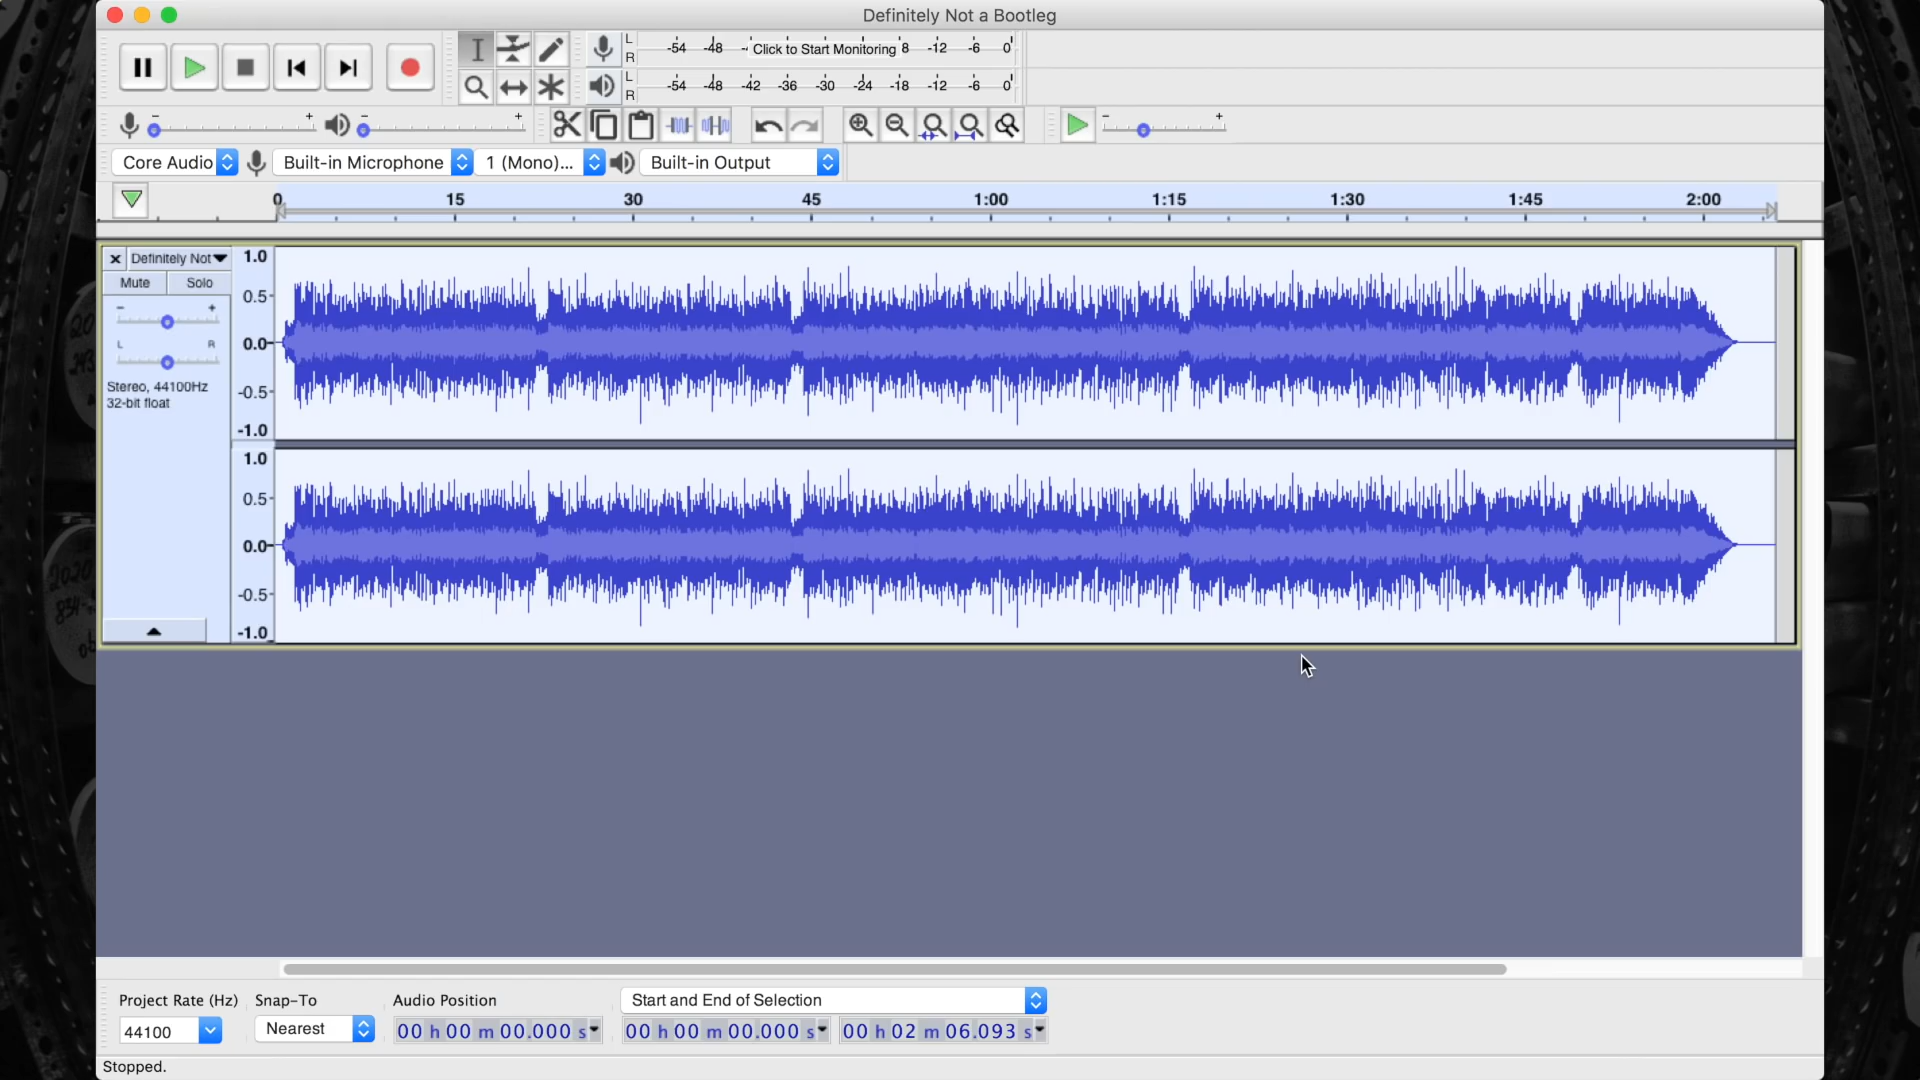 Definitely Not a Bootleg
L
R
-54 -48 Click to Start Monitoring 8 -12 -6 0
L
R
-54 -48 -42 -36 -30 -24 -18 -12 -6 0
- +
- +
- +
Core Audio
Built-in Microphone
1 (Mono)...
Built-in Output
0 15 30 45 1:00 1:15 1:30 1:45 2:00
x Definitely Not
Mute Solo
- +
L R
Stereo, 44100Hz
32-bit float
1.0
0.5
0.0
-0.5
-1.0
1.0
0.5
0.0
-0.5
-1.0
2020
Project Rate (Hz) Snap-To Audio Position Start and End of Selection
44100 Nearest 00 h 00 m 00.000 s 00 h 00 m 00.000 s 00 h 02 m 06.093 s
Stopped.